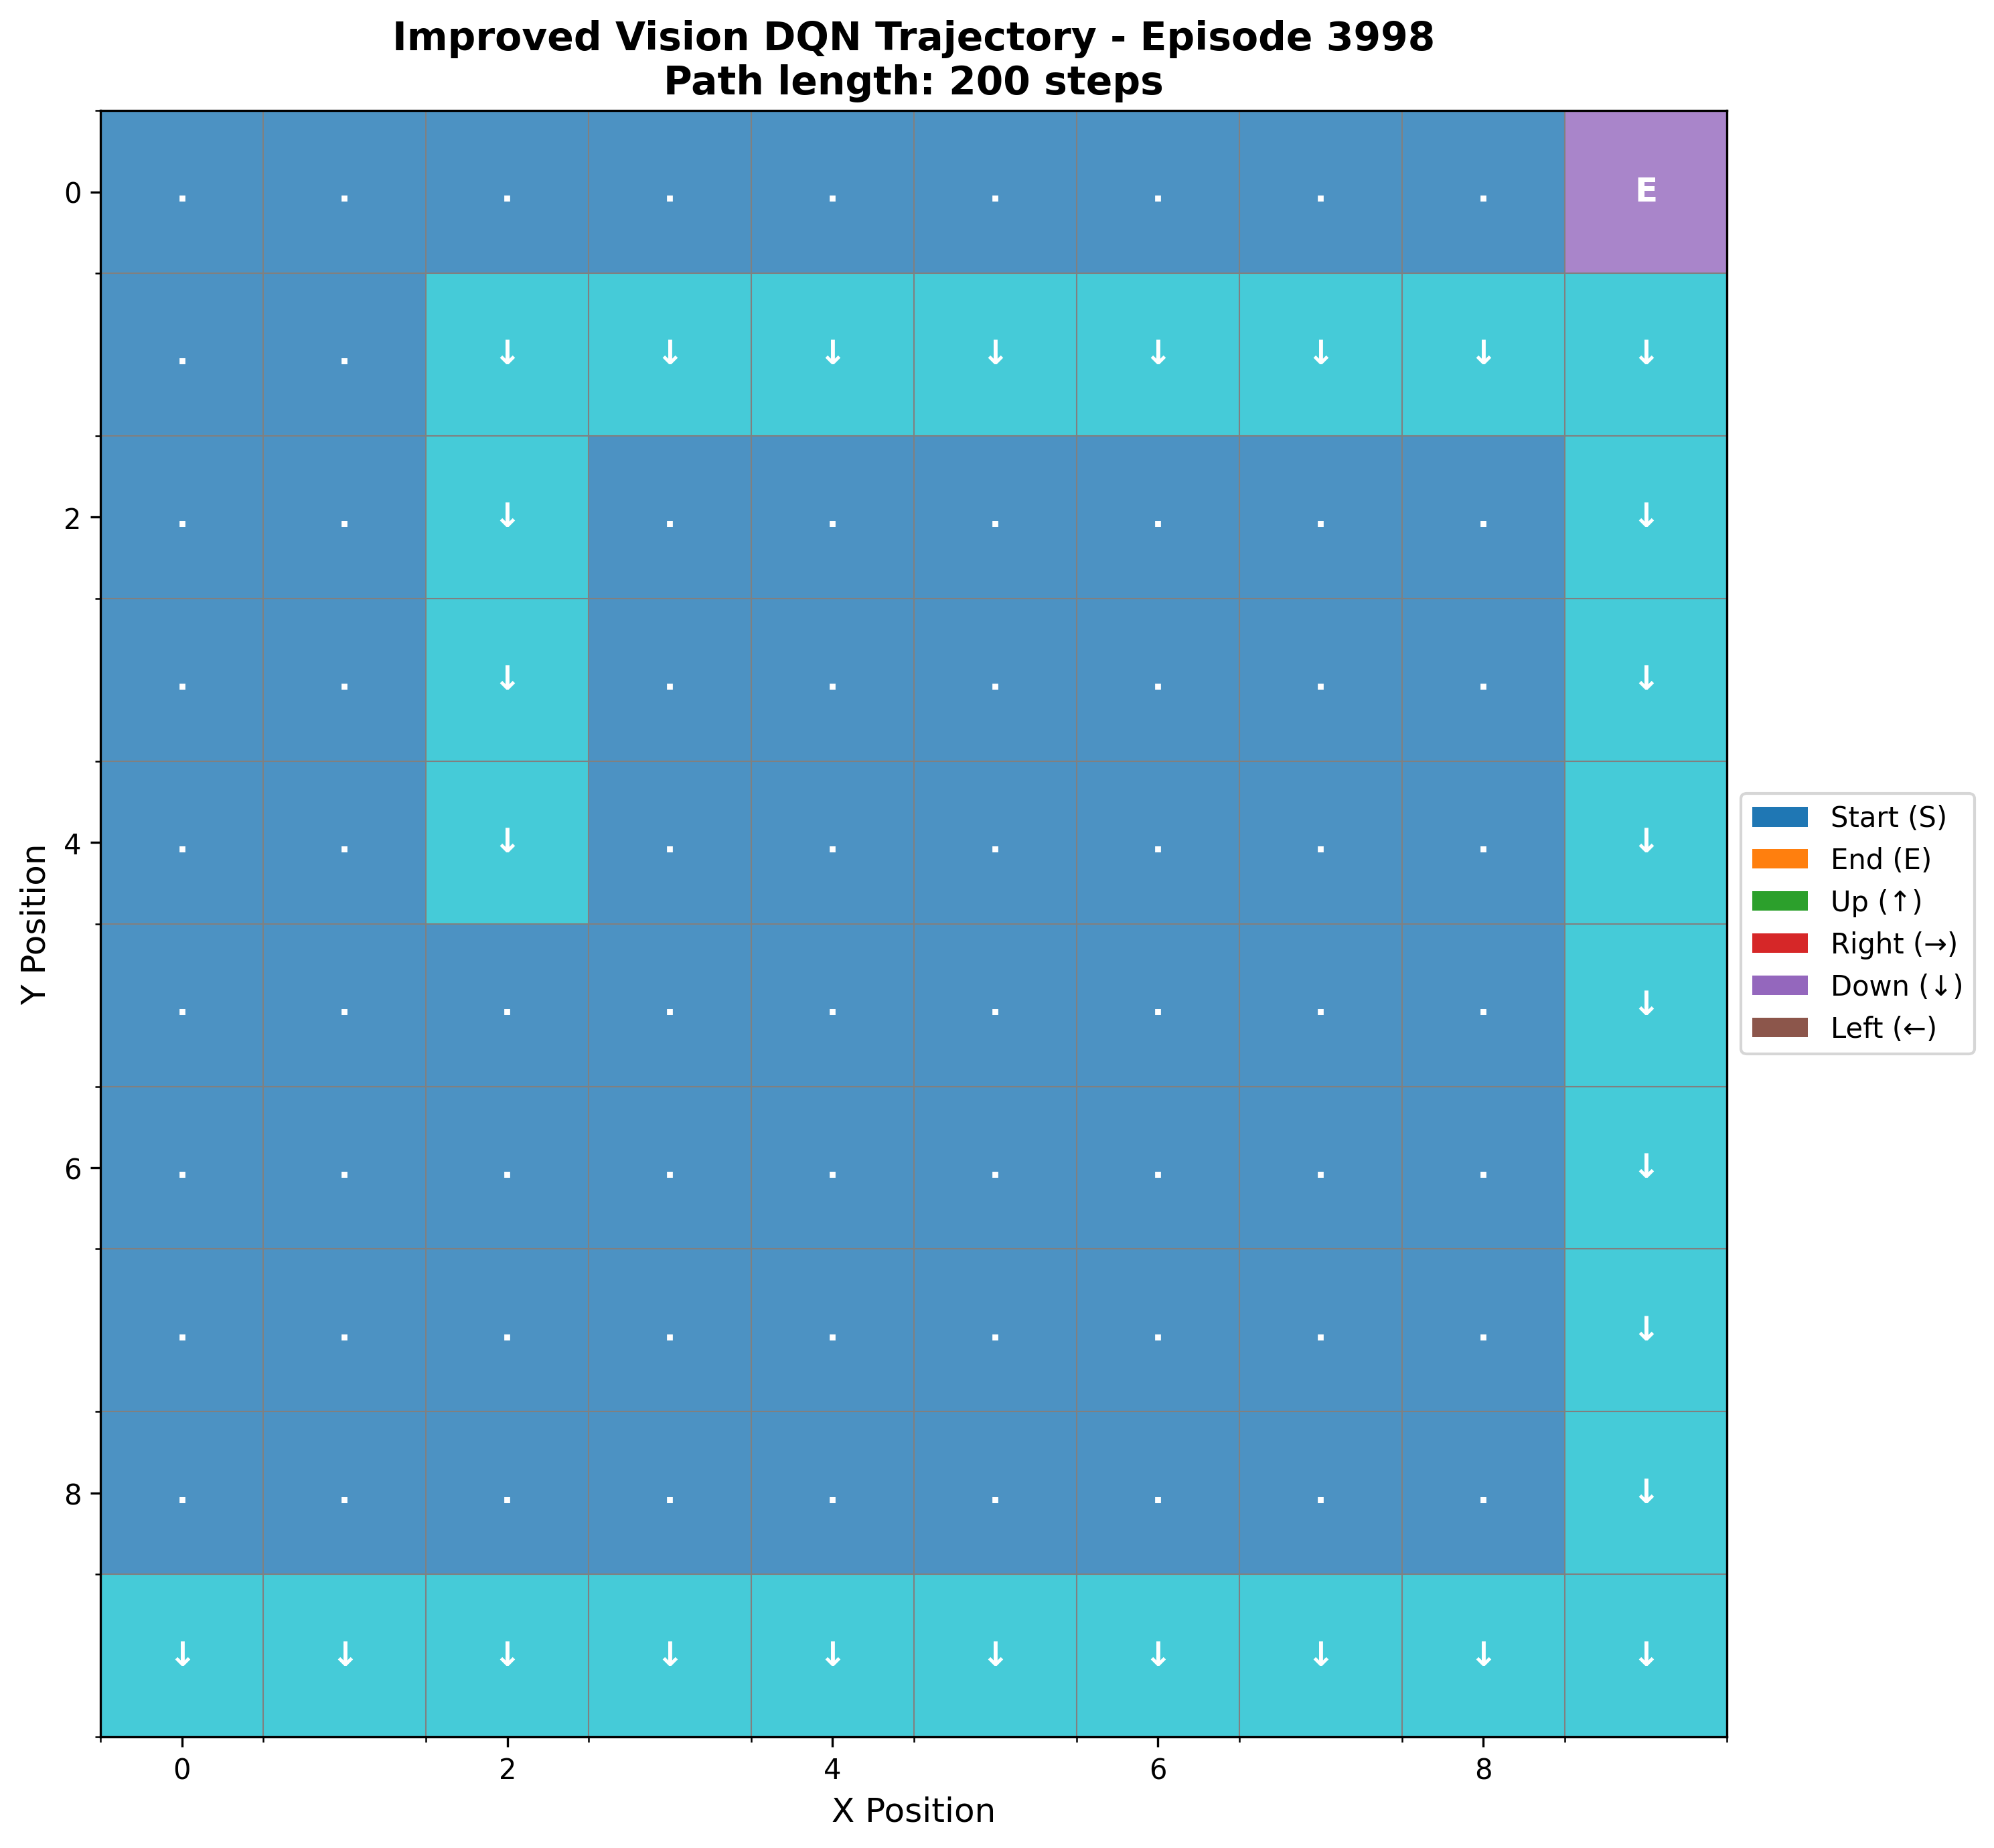 Improved Vision DQN Trajectory - Episode 3998
Path length: 200 steps
0 . . . . . . . . . E
. . ↓ ↓ ↓ ↓ ↓ ↓ ↓ ↓
2 . . ↓ . . . . . . ↓
. . ↓ . . . . . . ↓
4 . . ↓ . . . . . . ↓
. . . . . . . . . ↓
6 . . . . . . . . . ↓
. . . . . . . . . ↓
8 . . . . . . . . . ↓
↓ ↓ ↓ ↓ ↓ ↓ ↓ ↓ ↓ ↓
0 2 4 6 8
X Position
Y Position
Start (S)
End (E)
Up (↑)
Right (→)
Down (↓)
Left (←)